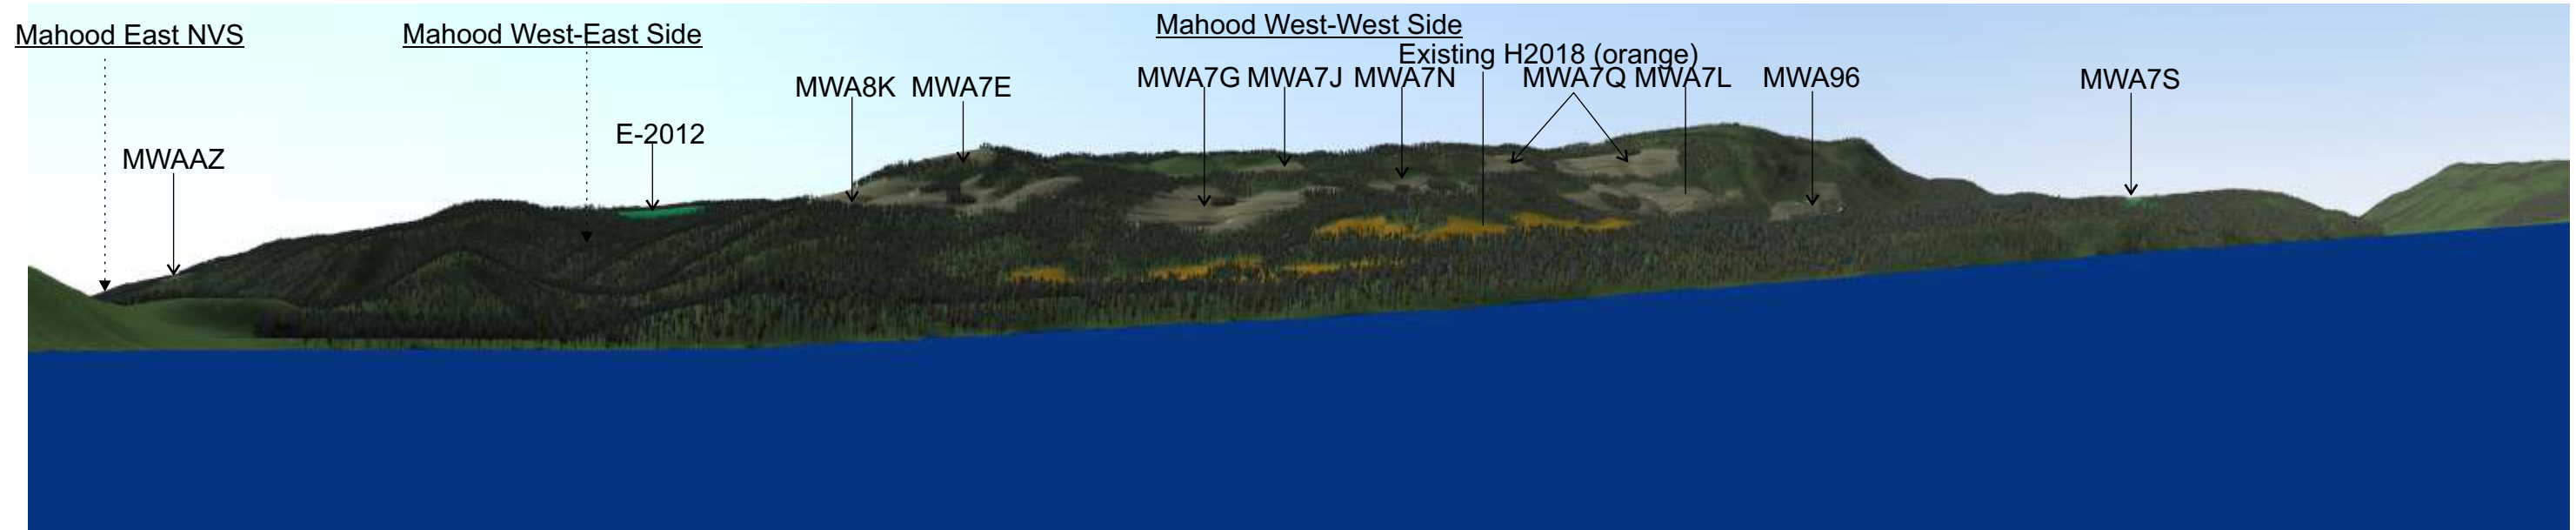 Mahood West-West Side
Mahood East NVS
Mahood West-East Side
Existing H2018 (orange)
MWA8K MWA7E MWA7G MWA7J MWA7N MWA7Q MWA7L MWA96 MWA7S
E-2012
MWAAZ